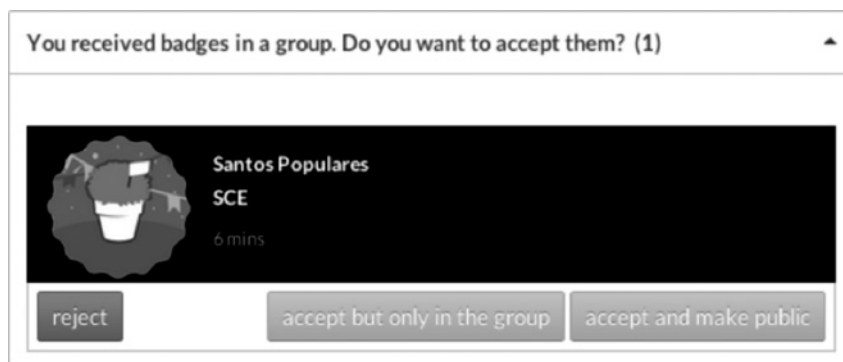 You received badges in a group. Do you want to accept them? (1)
Santos Populares
SCE
6 mins
reject
accept but only in the group
accept and make public